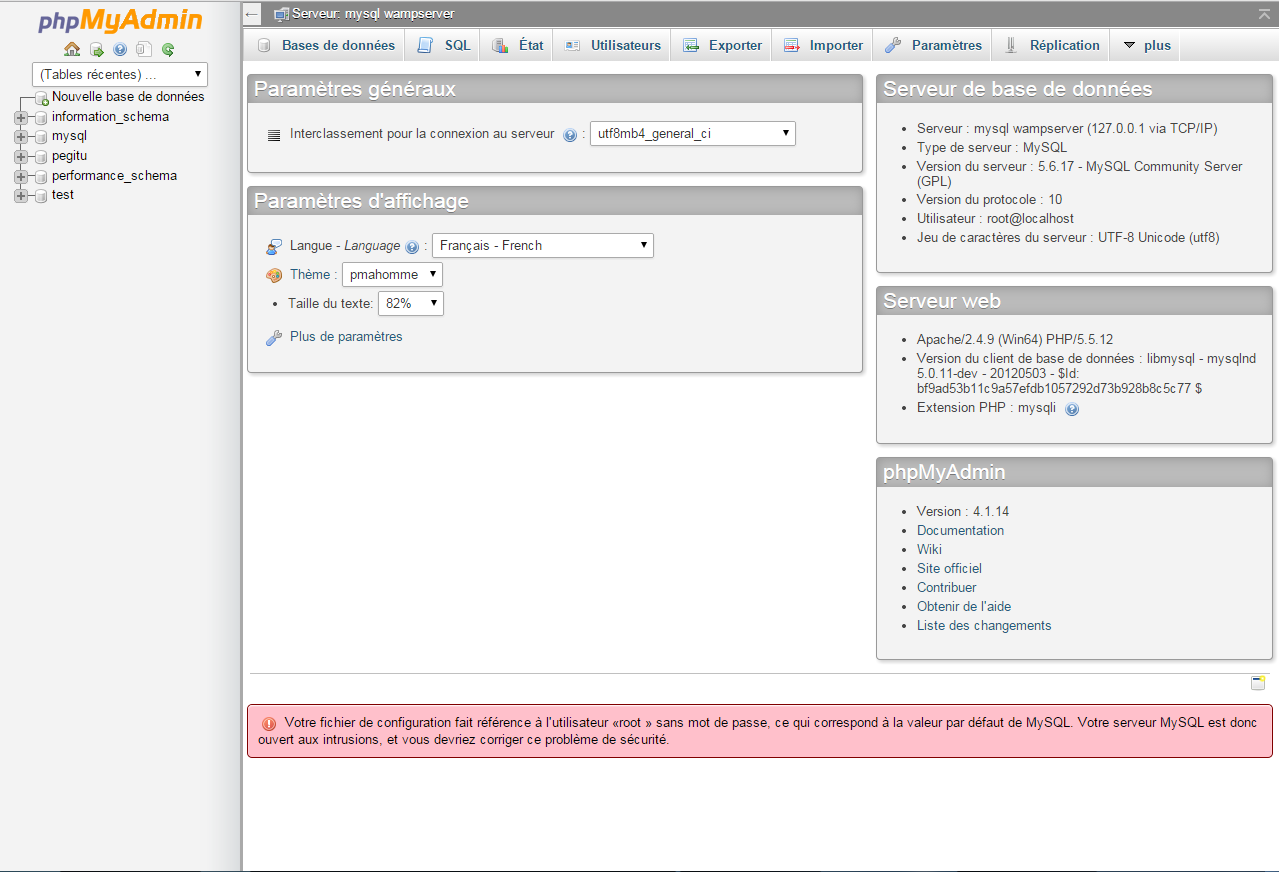 phpMyAdmin
(Tables récentes) ...
Nouvelle base de données
information_schema
mysql
pegitu
performance_schema
test
Serveur: mysql wampserver
Bases de données
SQL
État
Utilisateurs
Exporter
Importer
Paramètres
Réplication
plus
Paramètres généraux
Interclassement pour la connexion au serveur : utf8mb4_general_ci
Paramètres d'affichage
Langue - Language : Français - French
Thème : pmahomme
Taille du texte: 82%
Plus de paramètres
Serveur de base de données
Serveur : mysql wampserver (127.0.0.1 via TCP/IP)
Type de serveur : MySQL
Version du serveur : 5.6.17 - MySQL Community Server
(GPL)
Version du protocole : 10
Utilisateur : root@localhost
Jeu de caractères du serveur : UTF-8 Unicode (utf8)
Serveur web
Apache/2.4.9 (Win64) PHP/5.5.12
Version du client de base de données : libmysql - mysqlnd
5.0.11-dev - 20120503 - $Id:
bf9ad53b11c9a57efdb1057292d73b928b8c5c77 $
Extension PHP : mysqli
phpMyAdmin
Version : 4.1.14
Documentation
Wiki
Site officiel
Contribuer
Obtenir de l'aide
Liste des changements
Votre fichier de configuration fait référence à l'utilisateur «root » sans mot de passe, ce qui correspond à la valeur par défaut de MySQL. Votre serveur MySQL est donc
ouvert aux intrusions, et vous devriez corriger ce problème de sécurité.